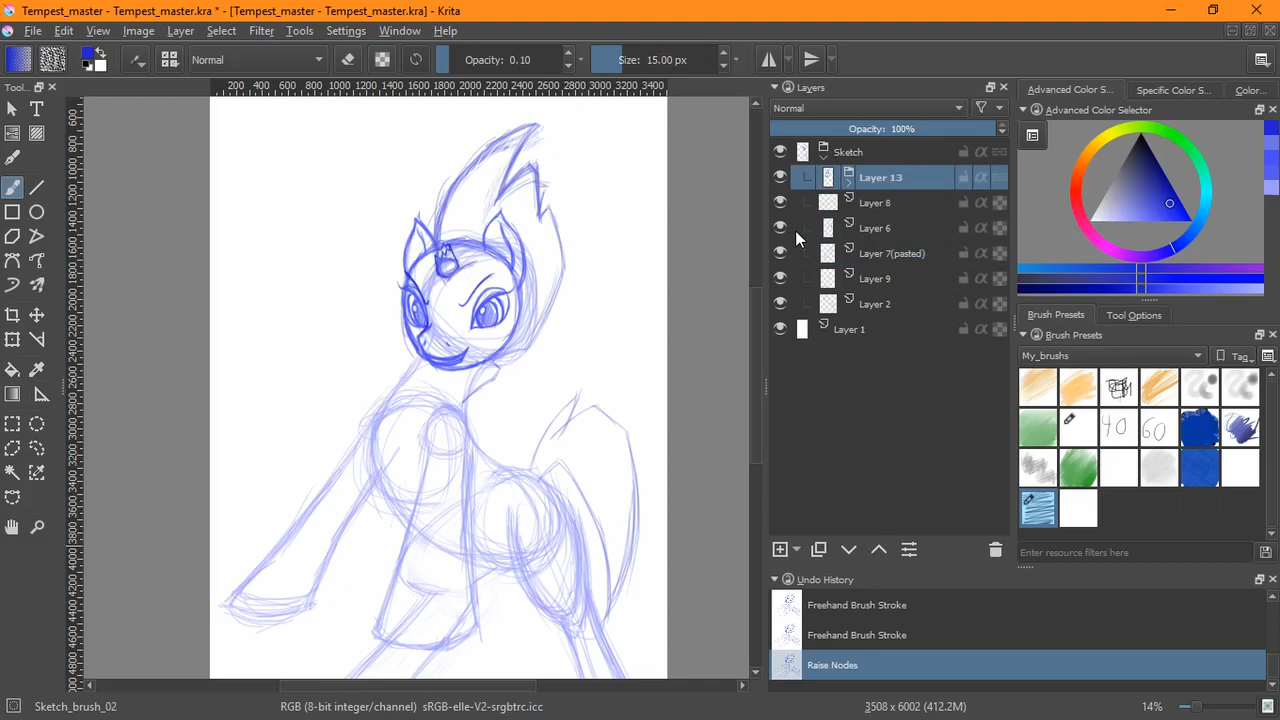 Tempest_master - Tempest_master.kra * - [Tempest_master - Tempest_master.kra] - Krita
File Edit View Image Layer Select Filter Tools Settings Window Help
Normal Opacity: 0.10 Size: 15.00 px
Tool... 200 400 600 800 1000 1200 1400 1600 1800 2000 2200 2400 2600 2800 3000 3200 3400 Layers Advanced Color S... Specific Color S... Color...
Normal Advanced Color Selector
Opacity: 100%
Sketch
Layer 13
Layer 8
Layer 6
Layer 7(pasted)
Layer 9
Layer 2
Layer 1
Brush Presets Tool Options
Brush Presets
My_brushes Tag
40 60
Enter resource filters here
Undo History
Freehand Brush Stroke
Freehand Brush Stroke
Raise Nodes
Sketch_brush_02 RGB (8-bit integer/channel) sRGB-elle-V2-srgbtrc.icc 3508 x 6002 (412.2M) 14%